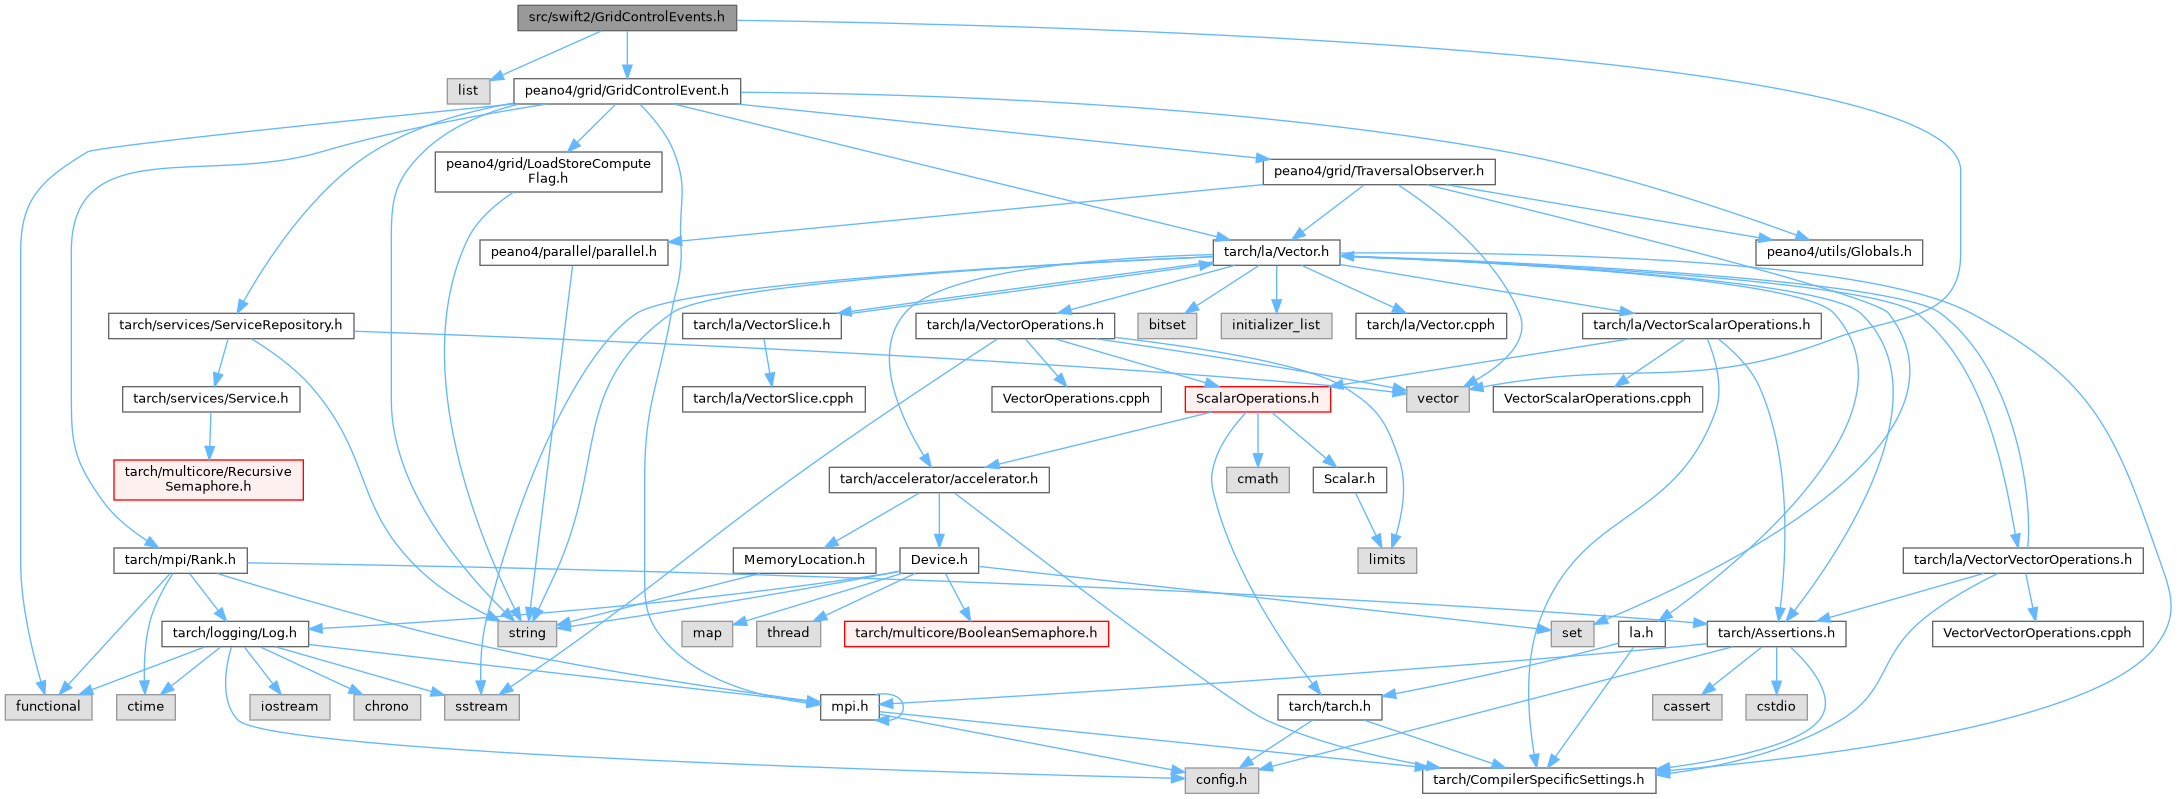 src/swift2/GridControlEvents.h
list
peano4/grid/GridControlEvent.h
peano4/grid/LoadStoreCompute
Flag.h
peano4/grid/TraversalObserver.h
peano4/parallel/parallel.h
tarch/la/Vector.h
peano4/utils/Globals.h
tarch/services/ServiceRepository.h
tarch/la/VectorSlice.h
tarch/la/VectorOperations.h
bitset
initializer_list
tarch/la/Vector.cpph
tarch/la/VectorScalarOperations.h
tarch/services/Service.h
tarch/la/VectorSlice.cpph
VectorOperations.cpph
ScalarOperations.h
vector
VectorScalarOperations.cpph
tarch/multicore/Recursive
Semaphore.h
tarch/accelerator/accelerator.h
cmath
Scalar.h
tarch/mpi/Rank.h
MemoryLocation.h
Device.h
limits
tarch/la/VectorVectorOperations.h
tarch/logging/Log.h
string
map
thread
tarch/multicore/BooleanSemaphore.h
set
la.h
tarch/Assertions.h
VectorVectorOperations.cpph
functional
ctime
iostream
chrono
sstream
mpi.h
tarch/tarch.h
cassert
cstdio
config.h
tarch/CompilerSpecificSettings.h